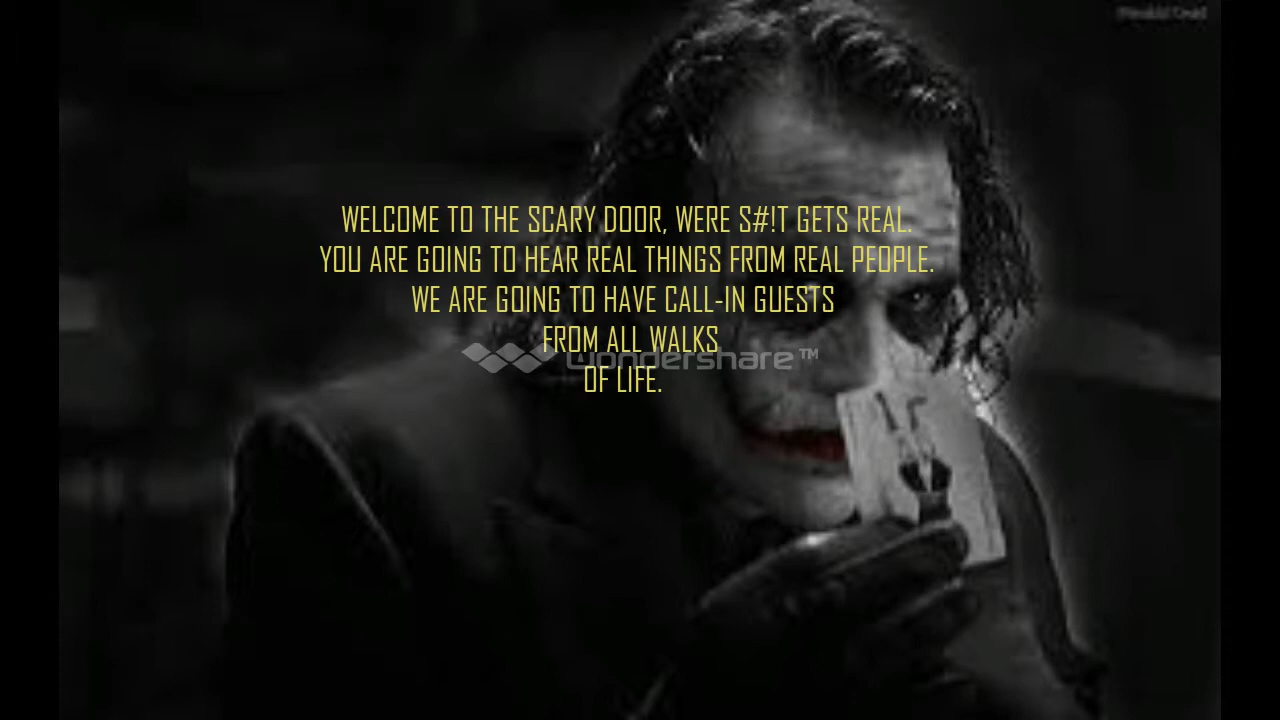 WELCOME TO THE SCARY DOOR, WERE S#!T GETS REAL.
YOU ARE GOING TO HEAR REAL THINGS FROM REAL PEOPLE.
WE ARE GOING TO HAVE CALL-IN GUESTS
FROM ALL WALKS
wondershare™
OF LIFE.